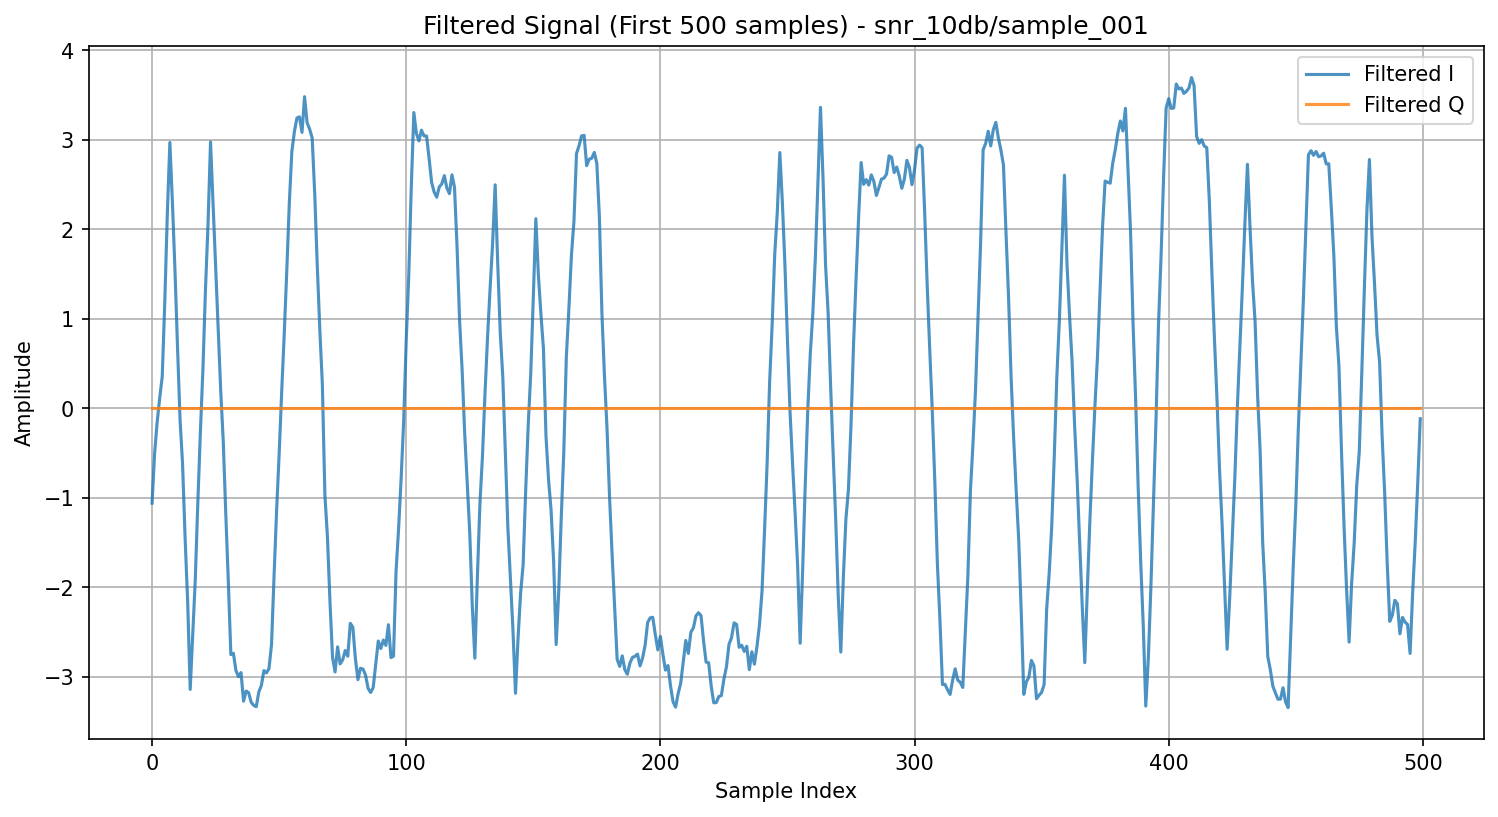 Filtered Signal (First 500 samples) - snr_10db/sample_001
Filtered I
Filtered Q
Amplitude
4
3
2
1
0
−1
−2
−3
0
100
200
300
400
500
Sample Index